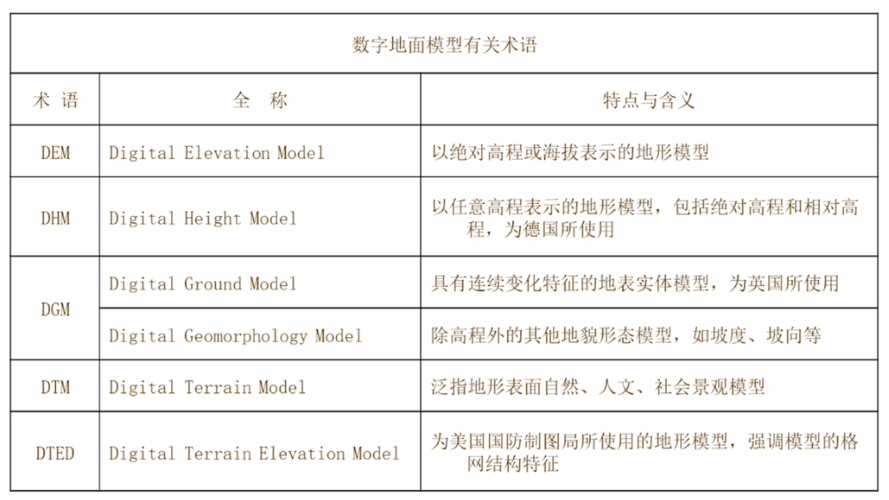 数字地面模型有关术语
术 语 全 称 特点与含义
DEM Digital Elevation Model 以绝对高程或海拔表示的地形模型
DHM Digital Height Model 以任意高程表示的地形模型，包括绝对高程和相对高
程，为德国所使用
DGM Digital Ground Model 具有连续变化特征的地表实体模型，为英国所使用
Digital Geomorphology Model 除高程外的其他地貌形态模型，如坡度、坡向等
DTM Digital Terrain Model 泛指地形表面自然、人文、社会景观模型
DTED Digital Terrain Elevation Model 为美国国防制图局所使用的地形模型，强调模型的格
网结构特征